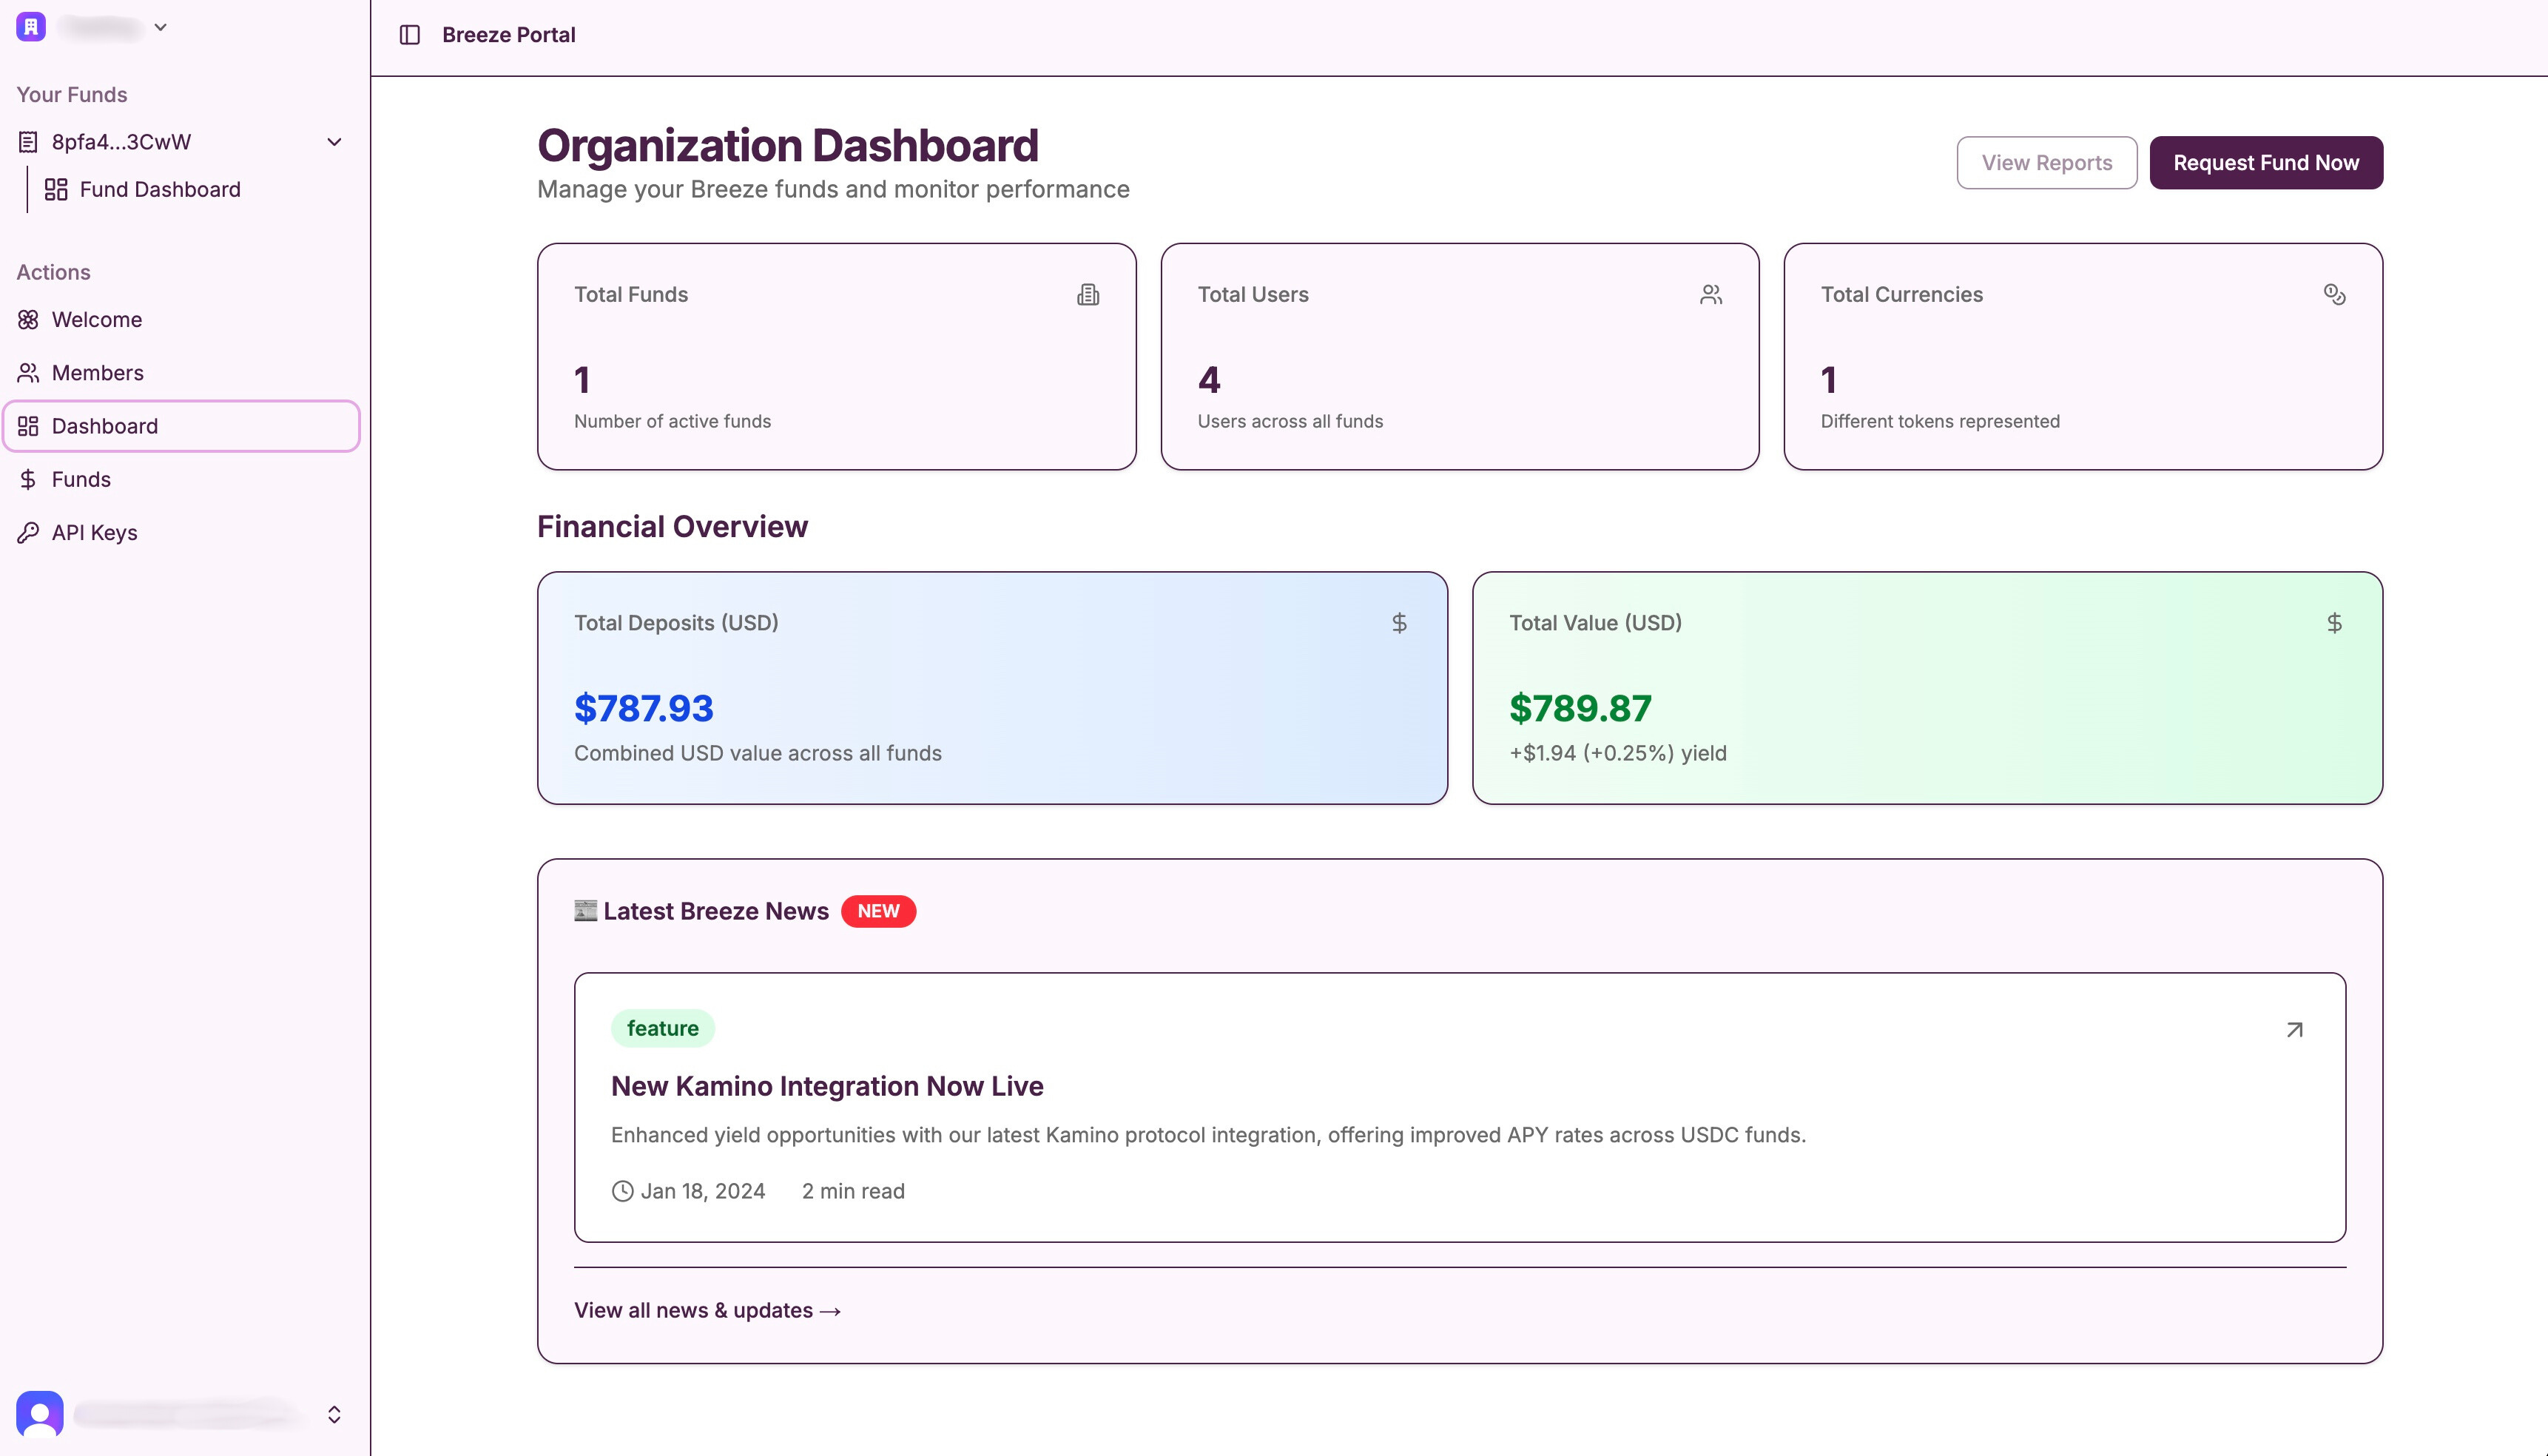 Your Funds
8pfa4...3CwW
Fund Dashboard
Actions
Welcome
Members
Dashboard
Funds
API Keys
Breeze Portal
Organization Dashboard
Manage your Breeze funds and monitor performance
View Reports
Request Fund Now
Total Funds
1
Number of active funds
Total Users
4
Users across all funds
Total Currencies
1
Different tokens represented
Financial Overview
Total Deposits (USD)
$787.93
Combined USD value across all funds
Total Value (USD)
$789.87
+$1.94 (+0.25%) yield
Latest Breeze News NEW
feature
New Kamino Integration Now Live
Enhanced yield opportunities with our latest Kamino protocol integration, offering improved APY rates across USDC funds.
Jan 18, 2024 2 min read
View all news & updates →